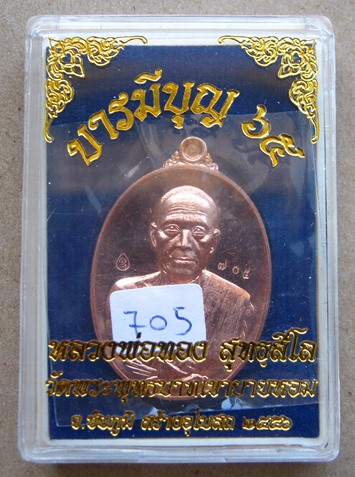 บารมีบุญ ๖๕
๗๐๕
705
หลวงพ่อทอง สุทธสีโล
วัดพระพุทธบาทเขายายหอม
จ.ชัยภูมิ สร้างอุโบสถ ๒๕๕๖